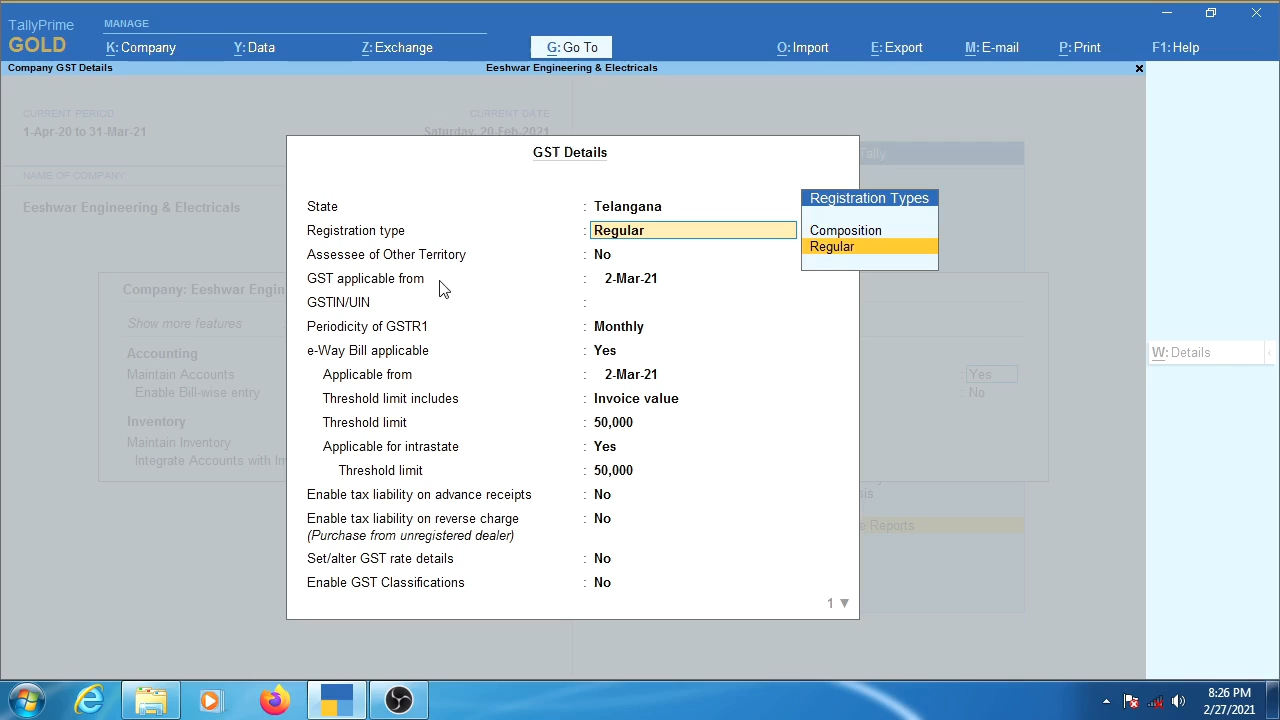 TallyPrime
GOLD
MANAGE
K: Company
Y: Data
Z: Exchange
G: Go To
O: Import
E: Export
M: E-mail
P: Print
F1: Help
Company GST Details
Eeshwar Engineering & Electricals
CURRENT PERIOD
CURRENT DATE
1-Apr-20 to 31-Mar-21
Saturday, 20-Feb-2021
NAME OF COMPANY
Eeshwar Engineering & Electricals
Tally
Company: Eeshwar Engin
Show more features
Accounting
Maintain Accounts
: Yes
Enable Bill-wise entry
: No
Inventory
Maintain Inventory
Integrate Accounts with In
e Reports
GST Details
State : Telangana
Registration type : Regular
Assessee of Other Territory : No
GST applicable from : 2-Mar-21
GSTIN/UIN :
Periodicity of GSTR1 : Monthly
e-Way Bill applicable : Yes
Applicable from : 2-Mar-21
Threshold limit includes : Invoice value
Threshold limit : 50,000
Applicable for intrastate : Yes
Threshold limit : 50,000
Enable tax liability on advance receipts : No
Enable tax liability on reverse charge : No
(Purchase from unregistered dealer)
Set/alter GST rate details : No
Enable GST Classifications : No
1 ▼
Registration Types
Composition
Regular
W: Details
8:26 PM
2/27/2021